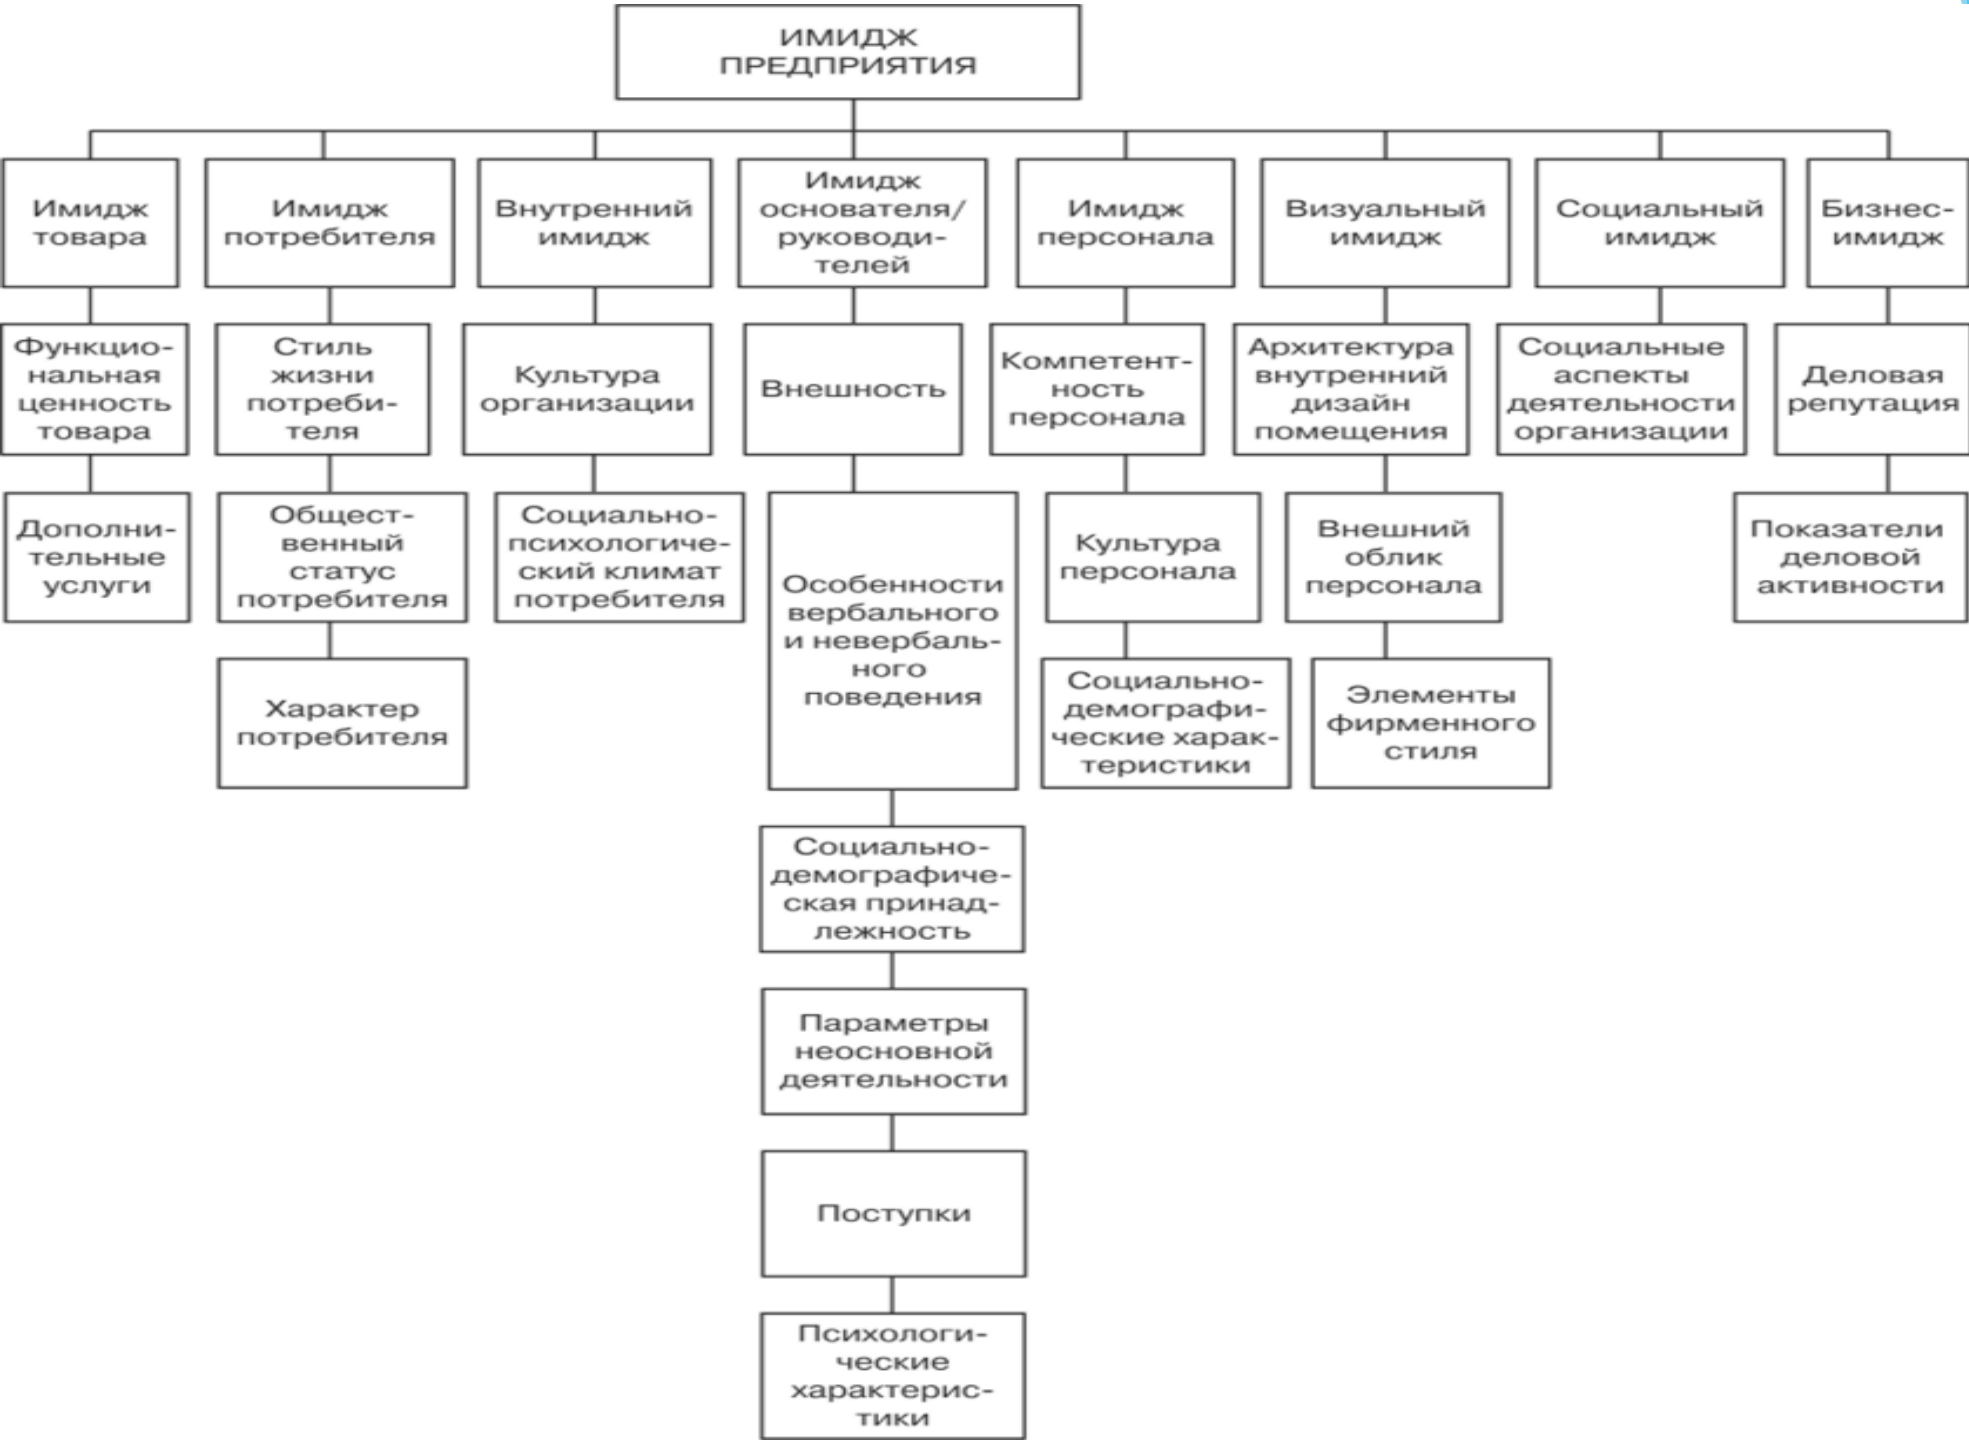 ИМИДЖ
ПРЕДПРИЯТИЯ
Имидж
товара
Имидж
потребителя
Внутренний
имидж
Имидж
основателя/
руководи-
телей
Имидж
персонала
Визуальный
имидж
Социальный
имидж
Бизнес-
имидж
Функцио-
нальная
ценность
товара
Стиль
жизни
потреби-
теля
Культура
организации
Внешность
Компетент-
ность
персонала
Архитектура
внутренний
дизайн
помещения
Социальные
аспекты
деятельности
организации
Деловая
репутация
Дополни-
тельные
услуги
Общест-
венный
статус
потребителя
Социально-
психологиче-
ский климат
потребителя
Особенности
вербального
и невербаль-
ного
поведения
Культура
персонала
Внешний
облик
персонала
Показатели
деловой
активности
Характер
потребителя
Социально-
демографи-
ческие харак-
теристики
Элементы
фирменного
стиля
Социально-
демографиче-
ская принад-
лежность
Параметры
неосновной
деятельности
Поступки
Психологи-
ческие
характерис-
тики